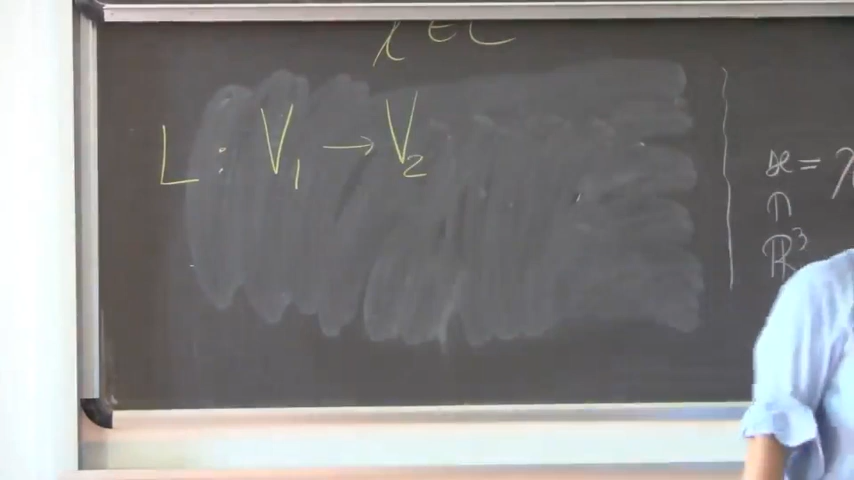 L : V₁ → V₂
x =
∩
ℝ³